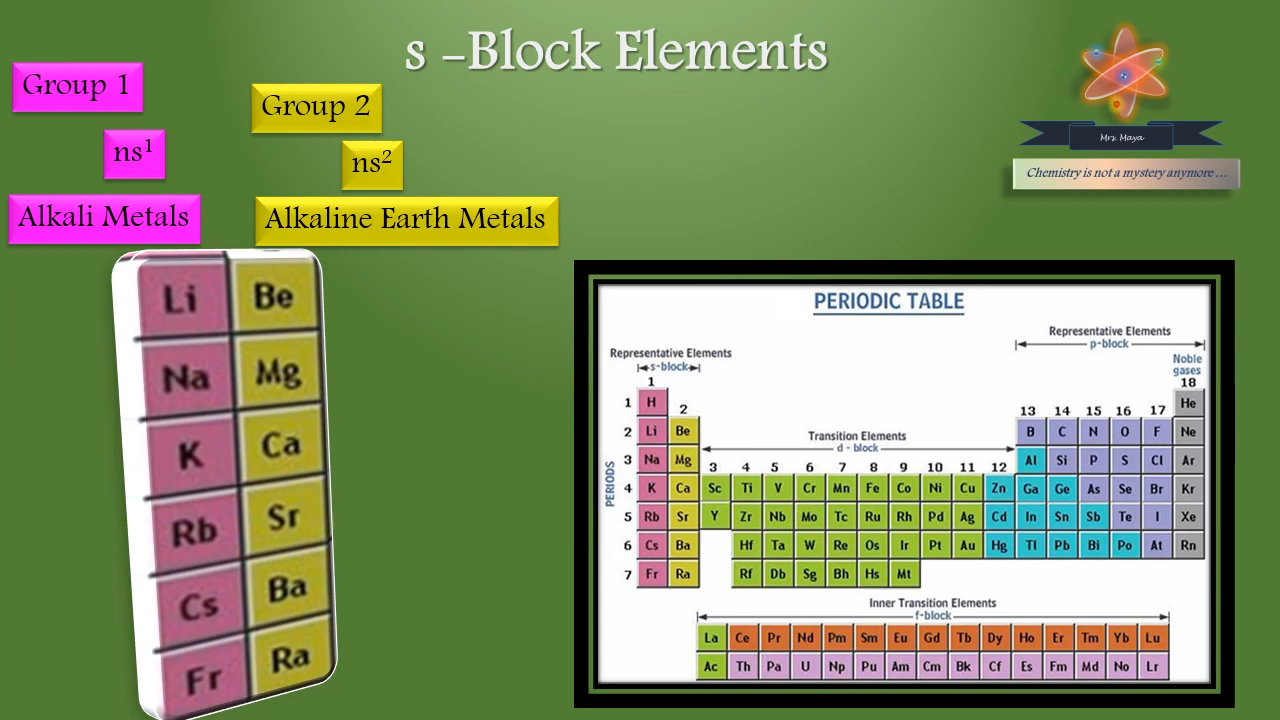 s –Block Elements
Group 1
Group 2
ns¹
ns²
Alkali Metals
Alkaline Earth Metals
Mrs. Maya
Chemistry is not a mystery anymore …
Li Be
Na Mg
K Ca
Rb Sr
Cs Ba
Fr Ra
PERIODIC TABLE
Representative Elements
p-block
Representative Elements
s-block
Noble
gases
1 18
1 H He
2 13 14 15 16 17
2 Li Be B C N O F Ne
Transition Elements
d - block
3 Na Mg Al Si P S Cl Ar
3 4 5 6 7 8 9 10 11 12
PERIODS
4 K Ca Sc Ti V Cr Mn Fe Co Ni Cu Zn Ga Ge As Se Br Kr
5 Rb Sr Y Zr Nb Mo Tc Ru Rh Pd Ag Cd In Sn Sb Te I Xe
6 Cs Ba Hf Ta W Re Os Ir Pt Au Hg Tl Pb Bi Po At Rn
7 Fr Ra Rf Db Sg Bh Hs Mt
Inner Transition Elements
f-block
La Ce Pr Nd Pm Sm Eu Gd Tb Dy Ho Er Tm Yb Lu
Ac Th Pa U Np Pu Am Cm Bk Cf Es Fm Md No Lr